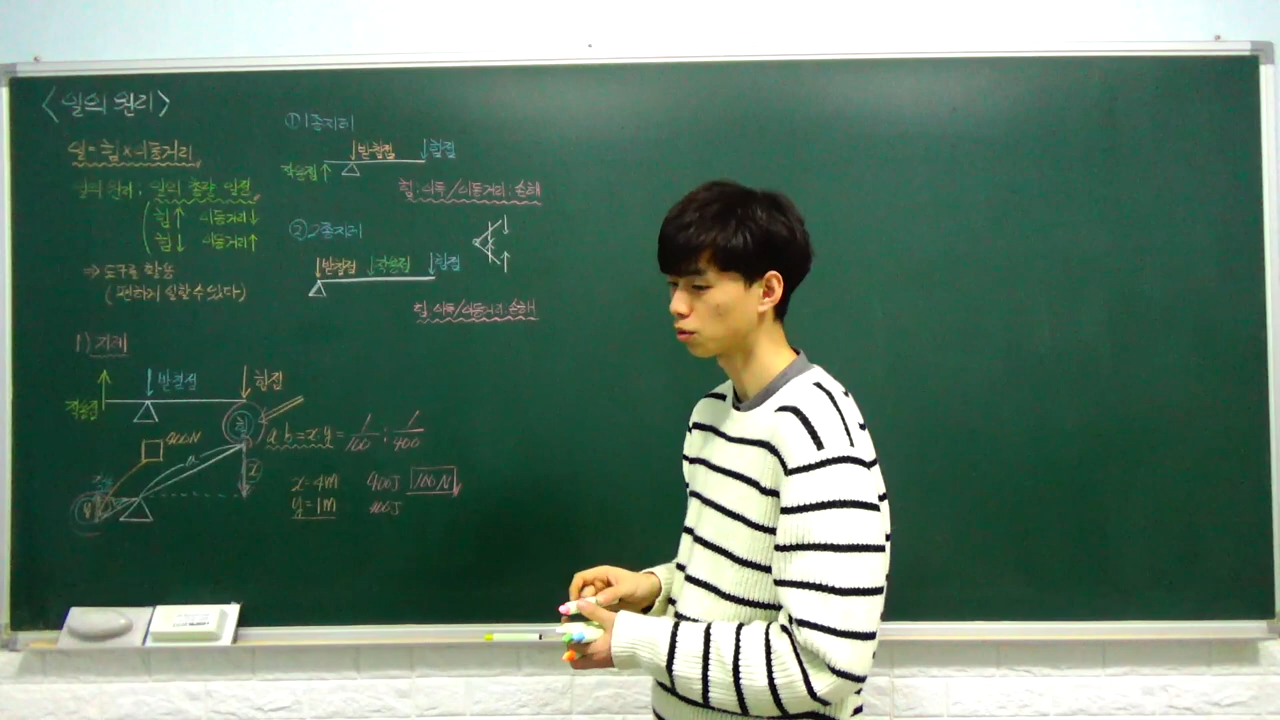 <일의 원리>
일 = 힘 × 이동거리
일의 원리 : 일의 총량 일정
힘↑ 이동거리↓
힘↓ 이동거리↑
⇒ 도구를 활용
(편하게 일할 수 있다)
1) 지레
작용점 받침점 힘점
400N
a
x
a:b = x:y = 1/100 : 1/400
x = 4m 400J 100N
y = 1m 400J
① 1종지레
작용점↑ ↓받침점 ↓힘점
힘 : 이득 / 이동거리 : 손해
② 2종지레
↓받침점 ↓작용점 ↓힘점
힘 : 이득 / 이동거리 : 손해